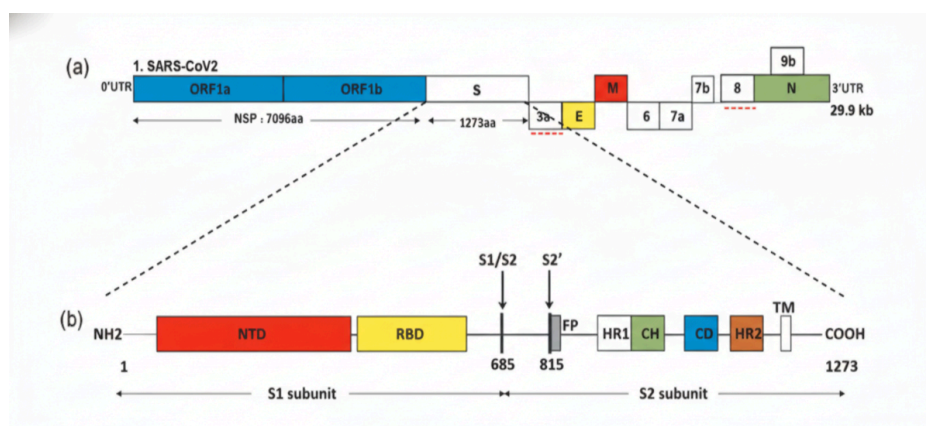 (a)
1. SARS-CoV2
9b
0'UTR ORF1a ORF1b S M 7b 8 N 3'UTR
NSP : 7096aa 1273aa 3a E 6 7a 29.9 kb
S1/S2 S2’
(b)
TM
NH2 NTD RBD FP HR1 CH CD HR2 COOH
1 685 815 1273
S1 subunit S2 subunit